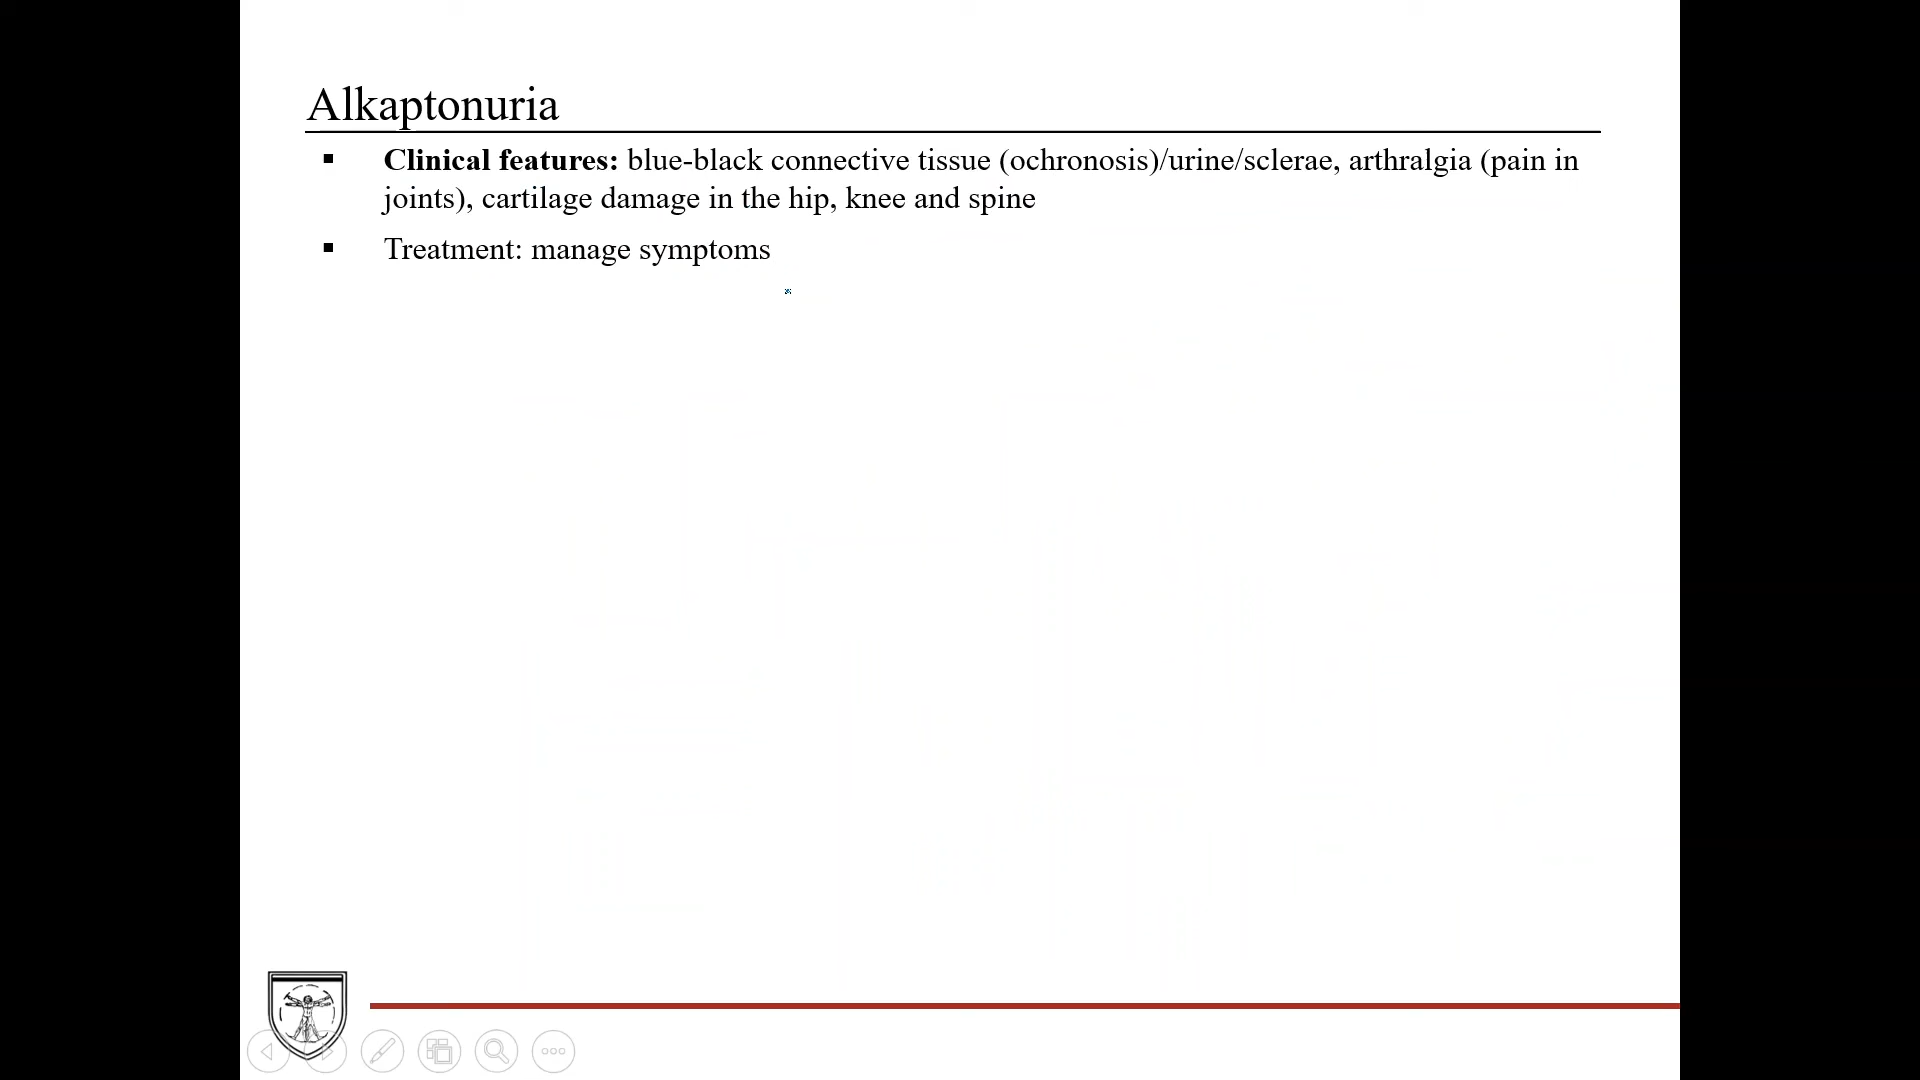 Alkaptonuria
▪ Clinical features: blue-black connective tissue (ochronosis)/urine/sclerae, arthralgia (pain in
joints), cartilage damage in the hip, knee and spine
▪ Treatment: manage symptoms